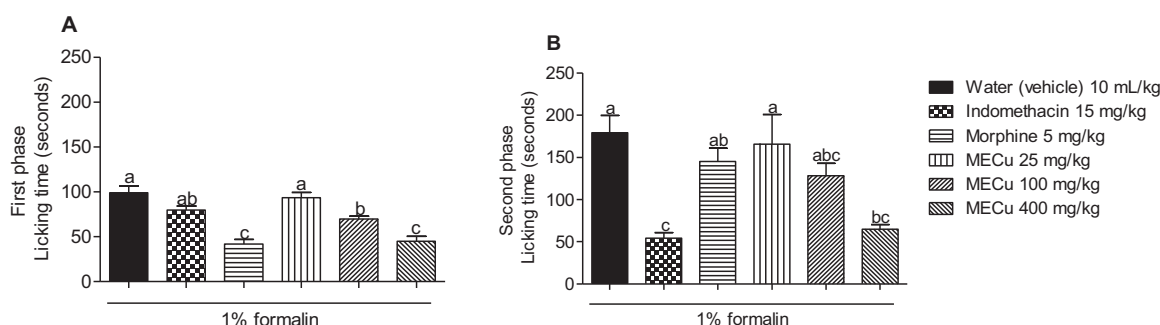 A
First phase
Licking time (seconds)
250
200
150
100
50
0
a
ab
c
a
b
c
1% formalin
B
Second phase
Licking time (seconds)
250
200
150
100
50
0
a
c
ab
a
abc
bc
1% formalin
Water (vehicle) 10 mL/kg
Indomethacin 15 mg/kg
Morphine 5 mg/kg
MECu 25 mg/kg
MECu 100 mg/kg
MECu 400 mg/kg